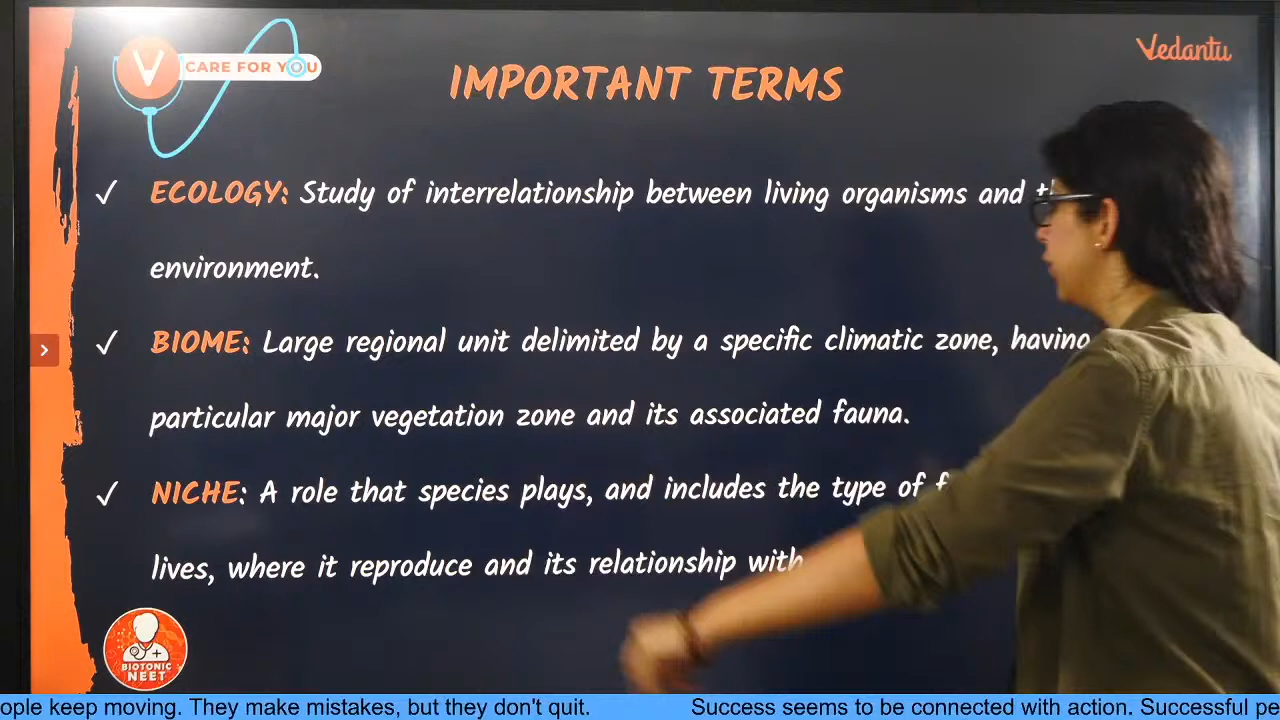 CARE FOR YOU
Vedantu
IMPORTANT TERMS
✓ ECOLOGY: Study of interrelationship between living organisms and
environment.
✓ BIOME: Large regional unit delimited by a specific climatic zone, having
particular major vegetation zone and its associated fauna.
✓ NICHE: A role that species plays, and includes the type of
lives, where it reproduce and its relationship with
BIOTONIC
NEET
keep moving. They make mistakes, but they don't quit. Success seems to be connected with action. Successful